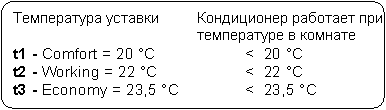 Температура уставки Кондиционер работает при
температуре в комнате
t1 - Comfort = 20 °C < 20 °C
t2 - Working = 22 °C < 22 °C
t3 - Economy = 23,5 °C < 23,5 °C